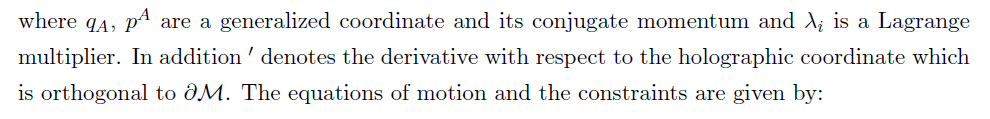 where q_A, p^A are a generalized coordinate and its conjugate momentum and λ_i is a Lagrange
multiplier. In addition ′ denotes the derivative with respect to the holographic coordinate which
is orthogonal to ∂ℳ. The equations of motion and the constraints are given by: